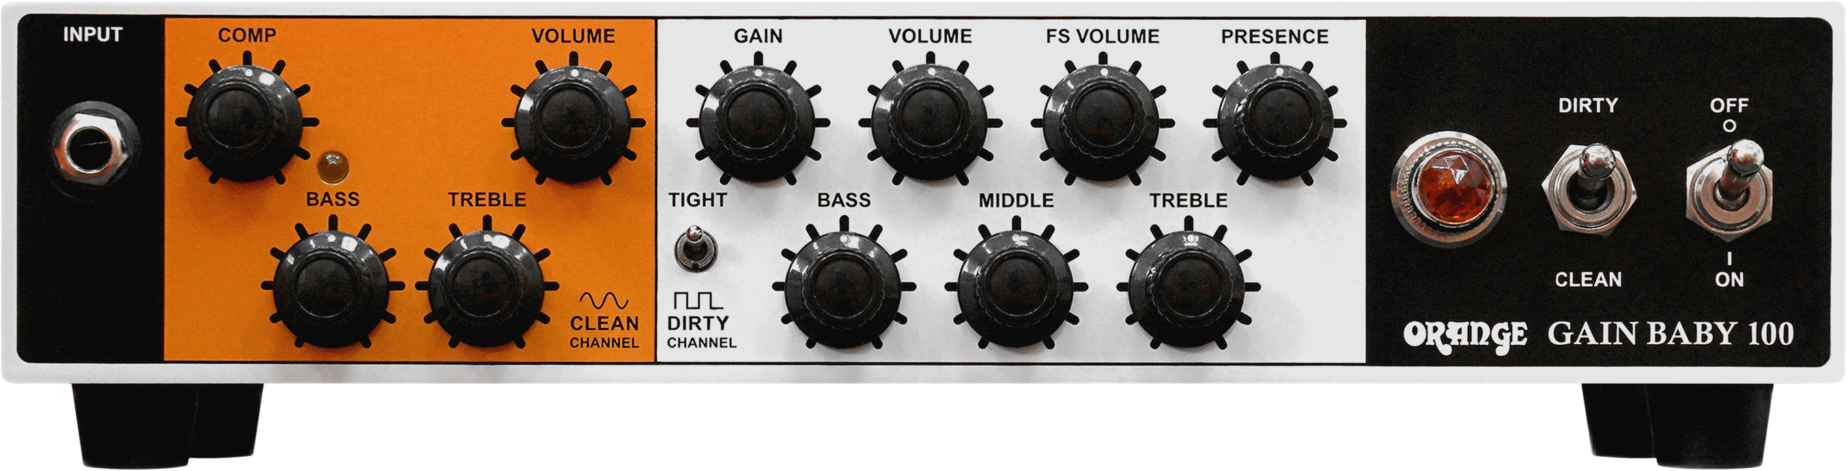 INPUT
COMP
VOLUME
BASS
TREBLE
CLEAN
CHANNEL
GAIN
VOLUME
FS VOLUME
PRESENCE
TIGHT
BASS
MIDDLE
TREBLE
DIRTY
CHANNEL
DIRTY
CLEAN
OFF
O
I
ON
ORANGE GAIN BABY 100